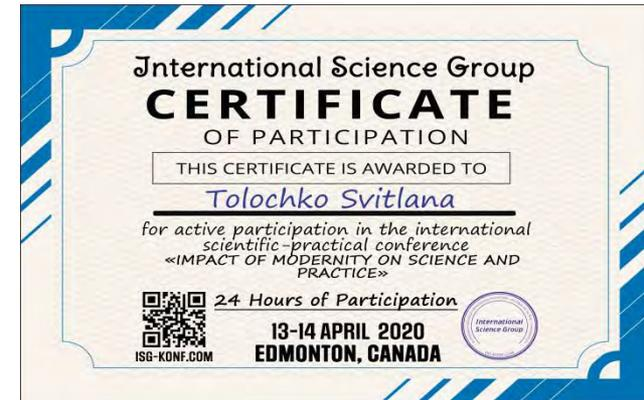 International Science Group
CERTIFICATE
OF PARTICIPATION
THIS CERTIFICATE IS AWARDED TO
Tolochko Svitlana
for active participation in the international
scientific-practical conference
«IMPACT OF MODERNITY ON SCIENCE AND
PRACTICE»
24 Hours of Participation
13-14 APRIL 2020
EDMONTON, CANADA
ISG-KONF.COM
International
Science Group